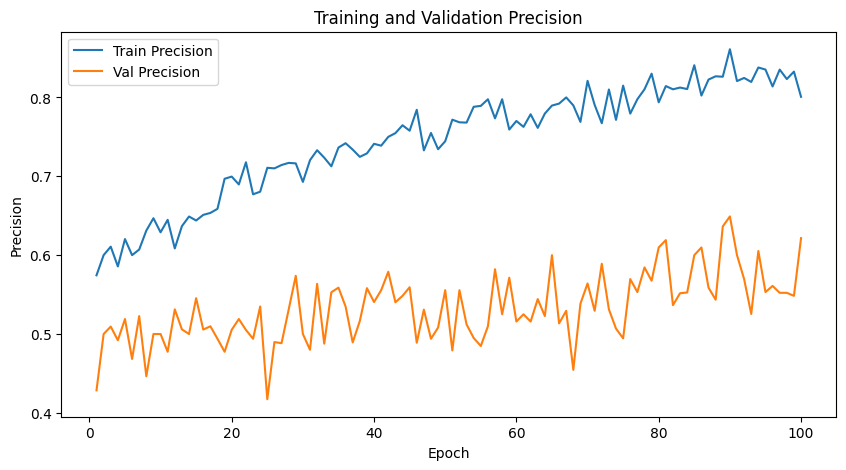 Training and Validation Precision
Train Precision
Val Precision
Precision
0.8
0.7
0.6
0.5
0.4
0 20 40 60 80 100
Epoch